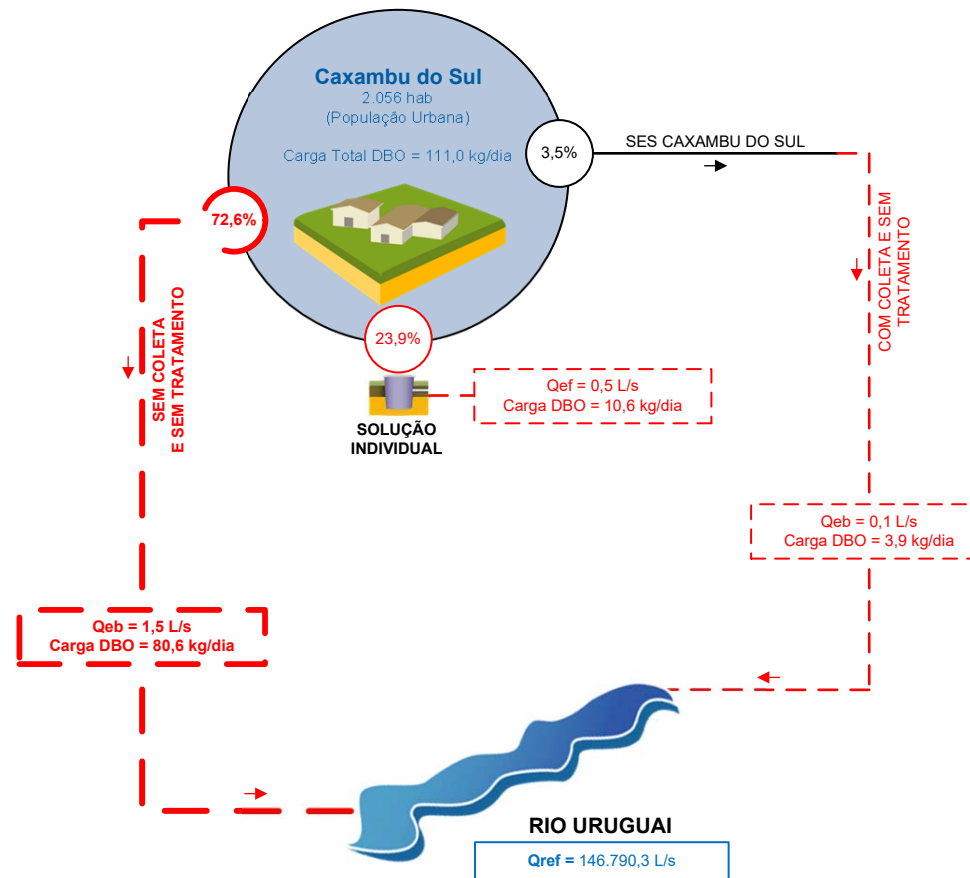 Caxambu do Sul
2.056 hab
(População Urbana)
Carga Total DBO = 111,0 kg/dia
3,5%
SES CAXAMBU DO SUL
72,6%
23,9%
SEM COLETA
E SEM TRATAMENTO
COM COLETA E SEM
TRATAMENTO
Qef = 0,5 L/s
Carga DBO = 10,6 kg/dia
SOLUÇÃO
INDIVIDUAL
Qeb = 0,1 L/s
Carga DBO = 3,9 kg/dia
Qeb = 1,5 L/s
Carga DBO = 80,6 kg/dia
RIO URUGUAI
Qref = 146.790,3 L/s